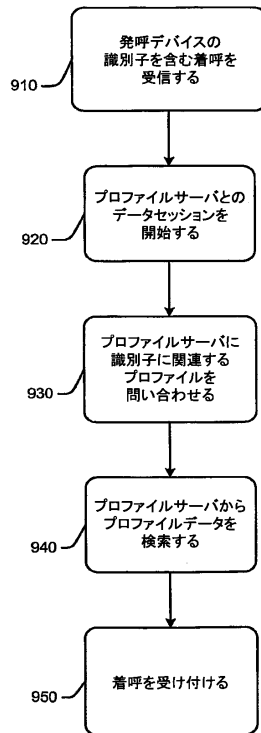 910
発呼デバイスの
識別子を含む着呼を
受信する
920
プロファイルサーバとの
データセッションを
開始する
930
プロファイルサーバに
識別子に関連する
プロファイルを
問い合わせる
940
プロファイルサーバから
プロファイルデータを
検索する
950
着呼を受け付ける